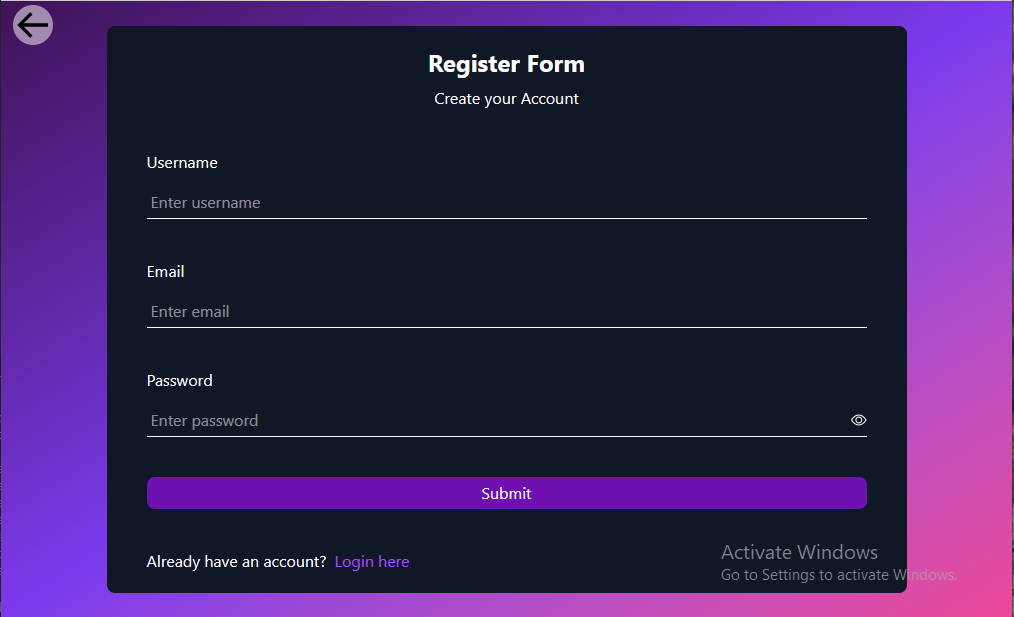 Register Form
Create your Account
Username
Enter username
Email
Enter email
Password
Enter password
Submit
Already have an account? Login here
Activate Windows
Go to Settings to activate Windows.